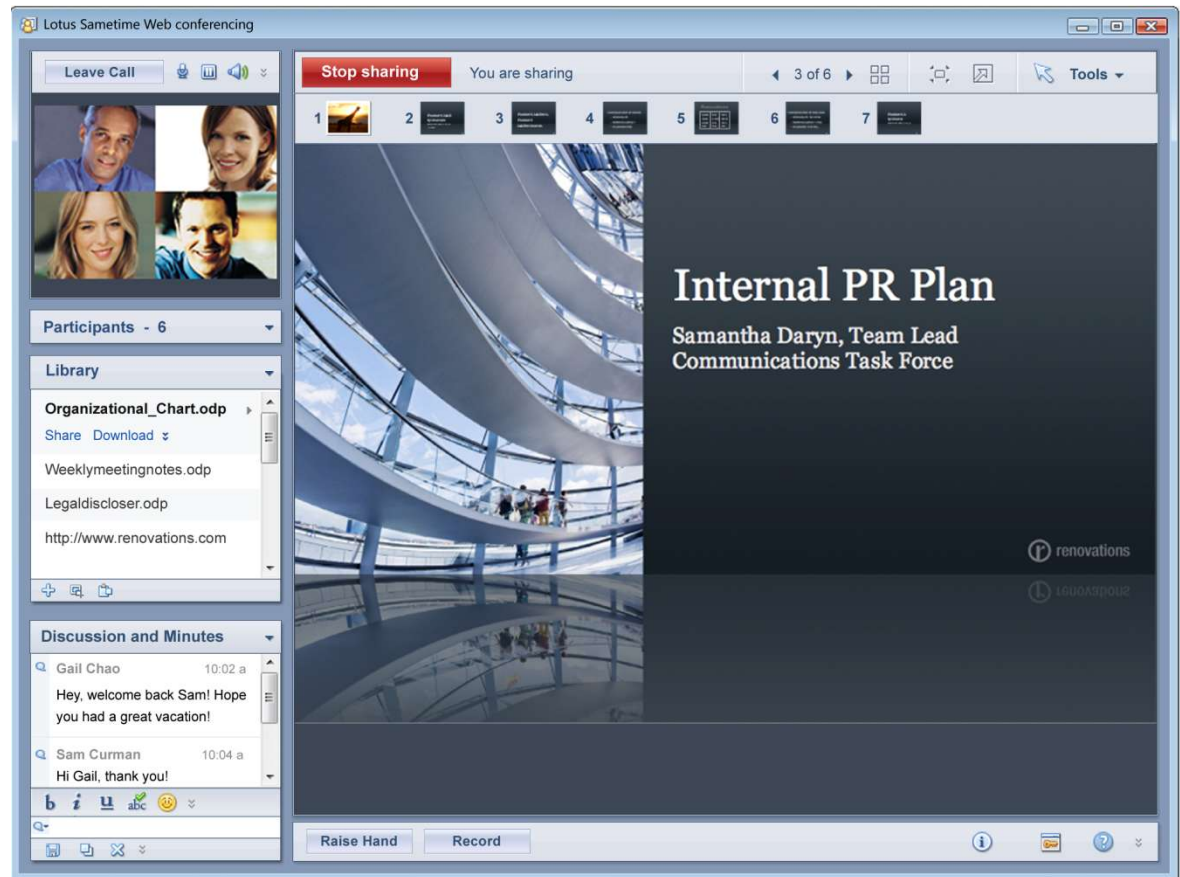 Lotus Sametime Web conferencing
Leave Call
Stop sharing
You are sharing
3 of 6
Tools
1
2
3
4
5
6
7
Participants - 6
Library
Organizational_Chart.odp
Share Download
Weeklymeetingnotes.odp
Legaldiscloser.odp
http://www.renovations.com
Discussion and Minutes
Gail Chao 10:02 a
Hey, welcome back Sam! Hope
you had a great vacation!
Sam Curman 10:04 a
Hi Gail, thank you!
b i u abc
Internal PR Plan
Samantha Daryn, Team Lead
Communications Task Force
r renovations
Raise Hand
Record